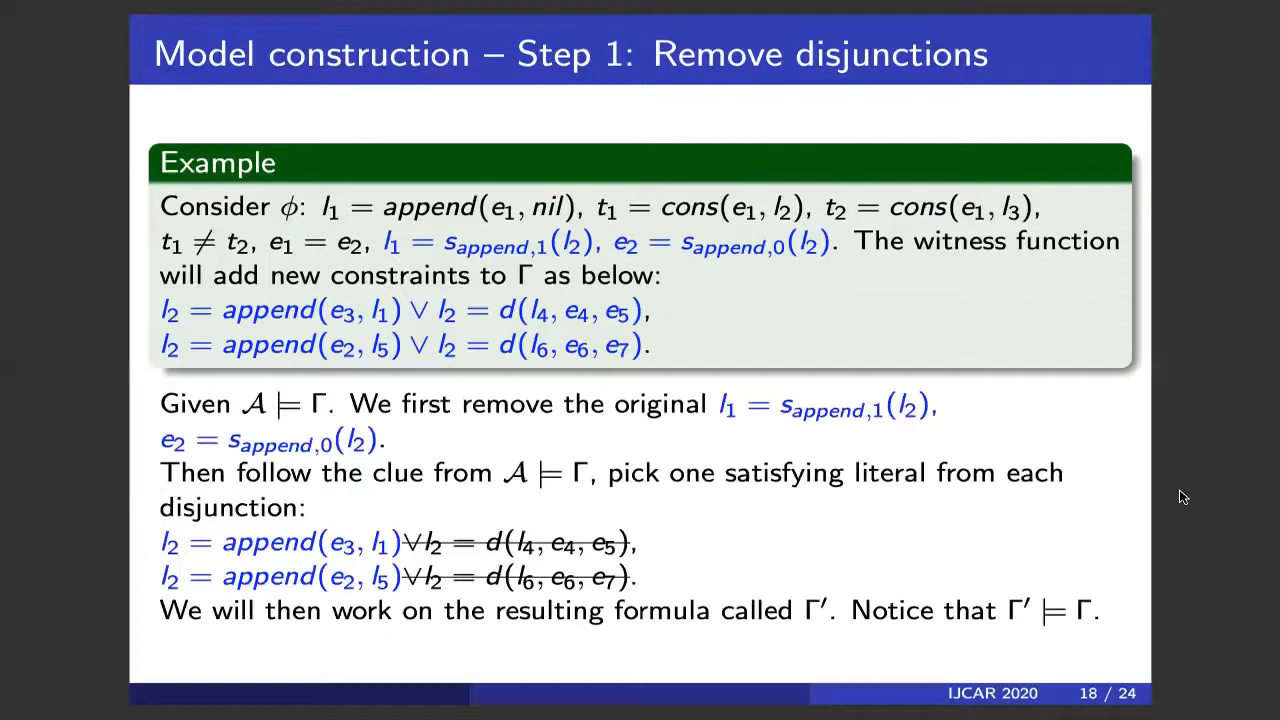 Model construction – Step 1: Remove disjunctions
Example
Consider ϕ: l₁ = append(e₁, nil), t₁ = cons(e₁, l₂), t₂ = cons(e₁, l₃),
t₁ ≠ t₂, e₁ = e₂, l₁ = s_append,1(l₂), e₂ = s_append,0(l₂). The witness function
will add new constraints to Γ as below:
l₂ = append(e₃, l₁) ∨ l₂ = d(l₄, e₄, e₅),
l₂ = append(e₂, l₅) ∨ l₂ = d(l₆, e₆, e₇).
Given 𝒜 ⊨ Γ. We first remove the original l₁ = s_append,1(l₂),
e₂ = s_append,0(l₂).
Then follow the clue from 𝒜 ⊨ Γ, pick one satisfying literal from each
disjunction:
l₂ = append(e₃, l₁)∨l₂ = d(l₄, e₄, e₅),
l₂ = append(e₂, l₅)∨l₂ = d(l₆, e₆, e₇).
We will then work on the resulting formula called Γ′. Notice that Γ′ ⊨ Γ.
IJCAR 2020 18 / 24